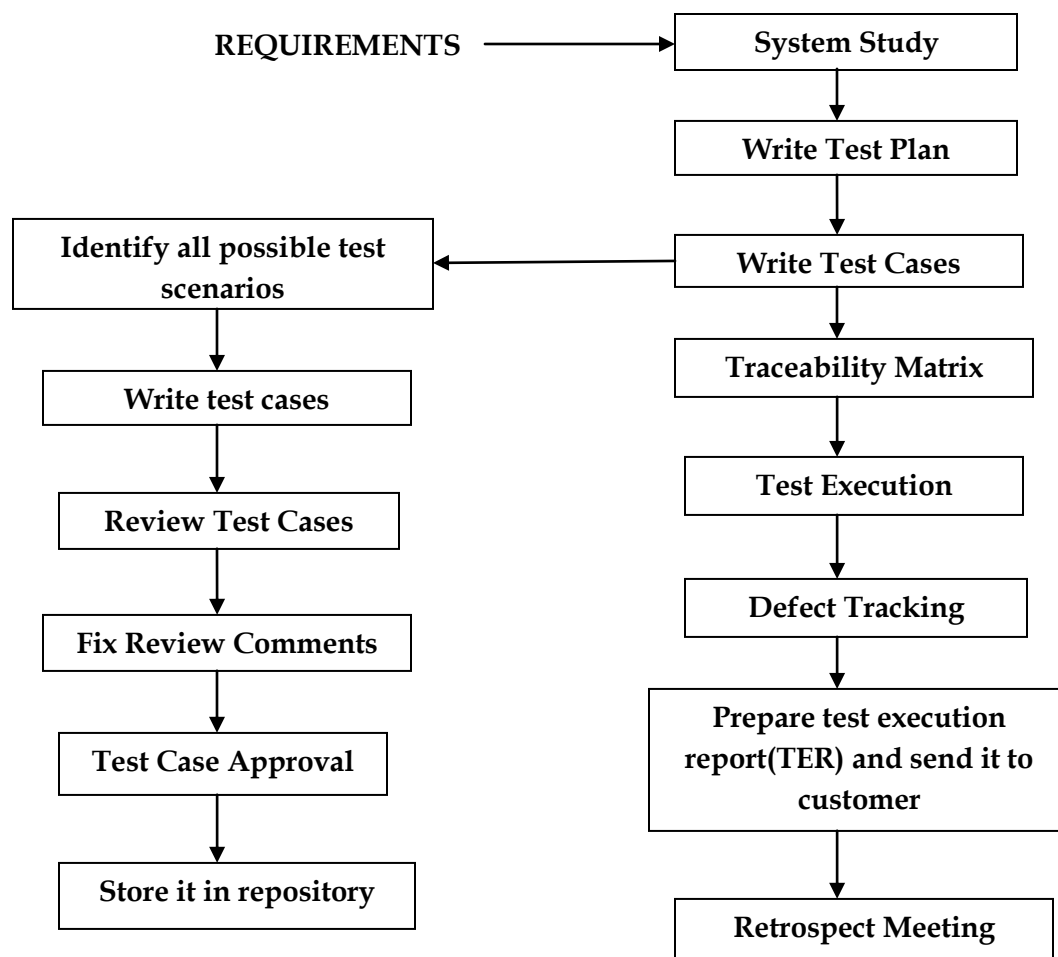 REQUIREMENTS
System Study
Write Test Plan
Identify all possible test
scenarios
Write Test Cases
Traceability Matrix
Write test cases
Test Execution
Review Test Cases
Defect Tracking
Fix Review Comments
Prepare test execution
report(TER) and send it to
customer
Test Case Approval
Store it in repository
Retrospect Meeting